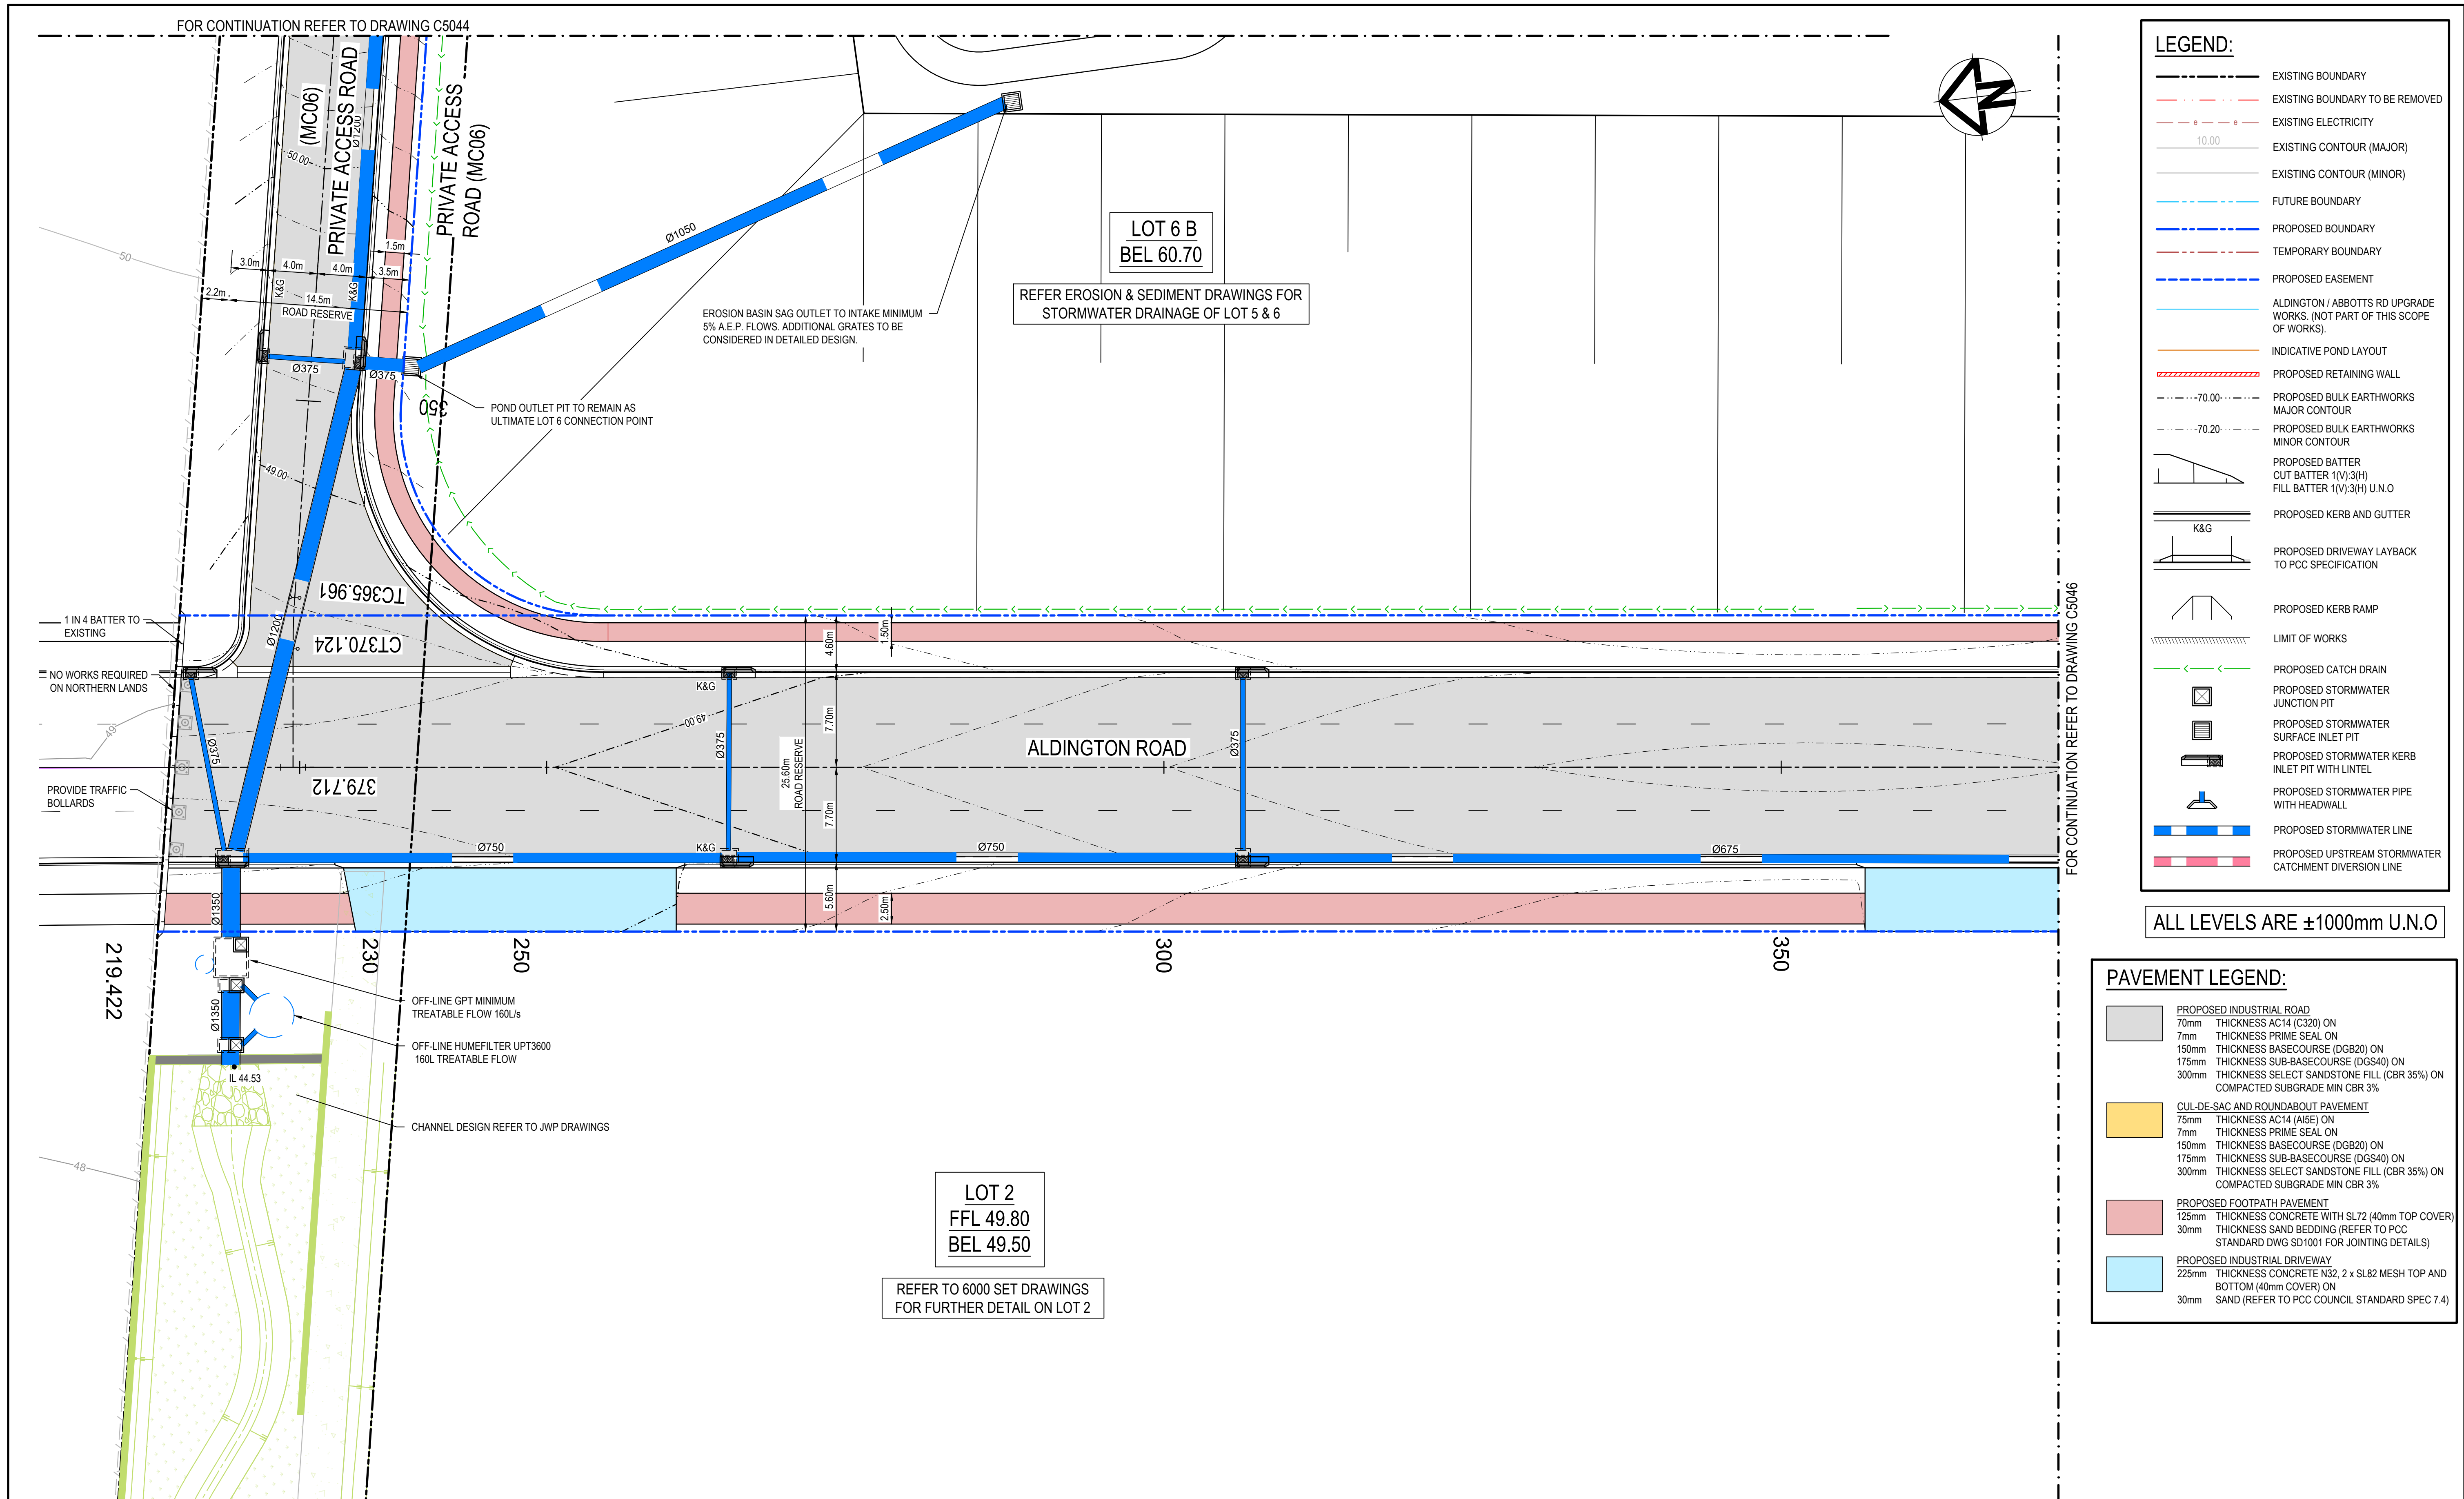 FOR CONTINUATION REFER TO DRAWING C5044
PRIVATE ACCESS ROAD
(MC06)
PRIVATE ACCESS
ROAD (MC06)
Ø1200
50.00
50
3.0m
4.0m
4.0m
3.5m
1.5m
2.2m
14.5m
ROAD RESERVE
K&G
K&G
Ø375
Ø375
Ø1050
350
49.00
EROSION BASIN SAG OUTLET TO INTAKE MINIMUM
5% A.E.P. FLOWS. ADDITIONAL GRATES TO BE
CONSIDERED IN DETAILED DESIGN.
POND OUTLET PIT TO REMAIN AS
ULTIMATE LOT 6 CONNECTION POINT
LOT 6 B
BEL 60.70
REFER EROSION & SEDIMENT DRAWINGS FOR
STORMWATER DRAINAGE OF LOT 5 & 6
N
TC365.961
CT370.124
Ø1200
379.712
1 IN 4 BATTER TO
EXISTING
NO WORKS REQUIRED
ON NORTHERN LANDS
49
PROVIDE TRAFFIC
BOLLARDS
Ø375
K&G
49.00
Ø375
K&G
4.60m
1.50m
7.70m
25.60m
ROAD RESERVE
7.70m
5.60m
2.50m
ALDINGTON ROAD
Ø375
Ø750
Ø750
Ø675
FOR CONTINUATION REFER TO DRAWING C5046
Ø1350
Ø1350
219.422
230
250
300
350
OFF-LINE GPT MINIMUM
TREATABLE FLOW 160L/s
OFF-LINE HUMEFILTER UPT3600
160L TREATABLE FLOW
IL 44.53
CHANNEL DESIGN REFER TO JWP DRAWINGS
48
LOT 2
FFL 49.80
BEL 49.50
REFER TO 6000 SET DRAWINGS
FOR FURTHER DETAIL ON LOT 2
LEGEND:
EXISTING BOUNDARY
EXISTING BOUNDARY TO BE REMOVED
e e
EXISTING ELECTRICITY
10.00
EXISTING CONTOUR (MAJOR)
EXISTING CONTOUR (MINOR)
FUTURE BOUNDARY
PROPOSED BOUNDARY
TEMPORARY BOUNDARY
PROPOSED EASEMENT
ALDINGTON / ABBOTTS RD UPGRADE
WORKS. (NOT PART OF THIS SCOPE
OF WORKS).
INDICATIVE POND LAYOUT
PROPOSED RETAINING WALL
70.00
PROPOSED BULK EARTHWORKS
MAJOR CONTOUR
70.20
PROPOSED BULK EARTHWORKS
MINOR CONTOUR
PROPOSED BATTER
CUT BATTER 1(V):3(H)
FILL BATTER 1(V):3(H) U.N.O
PROPOSED KERB AND GUTTER
K&G
PROPOSED DRIVEWAY LAYBACK
TO PCC SPECIFICATION
PROPOSED KERB RAMP
LIMIT OF WORKS
PROPOSED CATCH DRAIN
PROPOSED STORMWATER
JUNCTION PIT
PROPOSED STORMWATER
SURFACE INLET PIT
PROPOSED STORMWATER KERB
INLET PIT WITH LINTEL
PROPOSED STORMWATER PIPE
WITH HEADWALL
PROPOSED STORMWATER LINE
PROPOSED UPSTREAM STORMWATER
CATCHMENT DIVERSION LINE
ALL LEVELS ARE ±1000mm U.N.O
PAVEMENT LEGEND:
PROPOSED INDUSTRIAL ROAD
70mm THICKNESS AC14 (C320) ON
7mm THICKNESS PRIME SEAL ON
150mm THICKNESS BASECOURSE (DGB20) ON
175mm THICKNESS SUB-BASECOURSE (DGS40) ON
300mm THICKNESS SELECT SANDSTONE FILL (CBR 35%) ON
COMPACTED SUBGRADE MIN CBR 3%
CUL-DE-SAC AND ROUNDABOUT PAVEMENT
75mm THICKNESS AC14 (AI5E) ON
7mm THICKNESS PRIME SEAL ON
150mm THICKNESS BASECOURSE (DGB20) ON
175mm THICKNESS SUB-BASECOURSE (DGS40) ON
300mm THICKNESS SELECT SANDSTONE FILL (CBR 35%) ON
COMPACTED SUBGRADE MIN CBR 3%
PROPOSED FOOTPATH PAVEMENT
125mm THICKNESS CONCRETE WITH SL72 (40mm TOP COVER)
30mm THICKNESS SAND BEDDING (REFER TO PCC
STANDARD DWG SD1001 FOR JOINTING DETAILS)
PROPOSED INDUSTRIAL DRIVEWAY
225mm THICKNESS CONCRETE N32, 2 x SL82 MESH TOP AND
BOTTOM (40mm COVER) ON
30mm SAND (REFER TO PCC COUNCIL STANDARD SPEC 7.4)